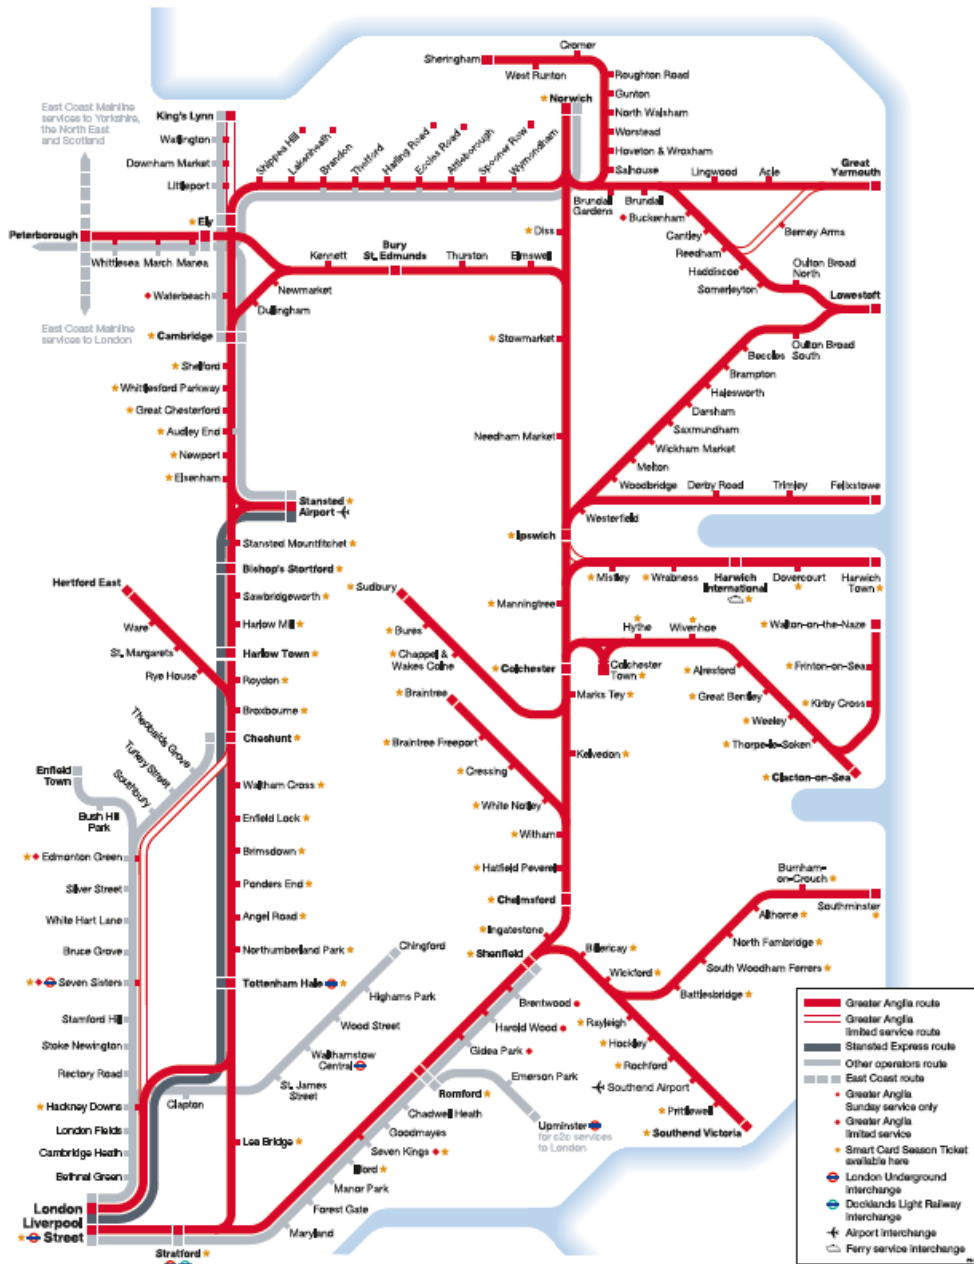 Cromer
Sheringham
West Runton
Roughton Road
Gunton
North Walsham
Worstead
Hoveton & Wroxham
Salhouse
Norwich
East Coast Mainline
services to Yorkshire,
the North East
and Scotland
King's Lynn
Watlington
Downham Market
Littleport
Ely
Shippea Hill
Lakenheath
Brandon
Thetford
Harling Road
Eccles Road
Attleborough
Spooner Row
Wymondham
Lingwood
Acle
Great
Yarmouth
Brundall
Gardens
Brundall
Buckenham
Cantley
Reedham
Haddiscoe
Somerleyton
Berney Arms
Oulton Broad
North
Lowestoft
Oulton Broad
South
Beccles
Brampton
Halesworth
Darsham
Saxmundham
Wickham Market
Melton
Woodbridge
Derby Road
Trimley
Felixstowe
Westerfield
Peterborough
Whittlesea
March
Manea
East Coast Mainline
services to London
Waterbeach
Cambridge
Kennett
Bury
St. Edmunds
Thurston
Elmswell
Newmarket
Dullingham
Diss
Stowmarket
Needham Market
Ipswich
Shelford
Whittlesford Parkway
Great Chesterford
Audley End
Newport
Elsenham
Stansted
Airport
Stansted Mountfitchet
Bishop's Stortford
Sawbridgeworth
Harlow Mill
Harlow Town
Roydon
Broxbourne
Cheshunt
Waltham Cross
Enfield Lock
Brimsdown
Ponders End
Angel Road
Northumberland Park
Tottenham Hale
Lea Bridge
Hertford East
Ware
St. Margarets
Rye House
Theobalds Grove
Turkey Street
Southbury
Enfield
Town
Bush Hill
Park
Edmonton Green
Silver Street
White Hart Lane
Bruce Grove
Seven Sisters
Stamford Hill
Stoke Newington
Rectory Road
Hackney Downs
London Fields
Cambridge Heath
Bethnal Green
London
Liverpool
Street
Stratford
Clapton
St. James
Street
Walthamstow
Central
Wood Street
Highams Park
Chingford
Mistley
Wrabness
Harwich
International
Dovercourt
Harwich
Town
Manningtree
Sudbury
Bures
Chappel &
Wakes Colne
Colchester
Hythe
Wivenhoe
Colchester
Town
Alresford
Great Bentley
Weeley
Thorpe-le-Soken
Clacton-on-Sea
Walton-on-the-Naze
Frinton-on-Sea
Kirby Cross
Marks Tey
Kelvedon
Braintree
Braintree Freeport
Cressing
White Notley
Witham
Hatfield Peverel
Chelmsford
Ingatestone
Shenfield
Billericay
Wickford
Rayleigh
Hockley
Rochford
Southend Airport
Prittlewell
Southend Victoria
Battlesbridge
South Woodham Ferrers
North Fambridge
Althorne
Burnham-
on-Crouch
Southminster
Brentwood
Harold Wood
Gidea Park
Romford
Emerson Park
Upminster
for c2c services
to London
Chadwell Heath
Goodmayes
Seven Kings
Ilford
Manor Park
Forest Gate
Maryland
Greater Anglia route
Greater Anglia
limited service route
Stansted Express route
Other operators route
East Coast route
Greater Anglia
Sunday service only
Greater Anglia
limited service
Smart Card Season Ticket
available here
London Underground
Interchange
Docklands Light Railway
Interchange
Airport interchange
Ferry service interchange